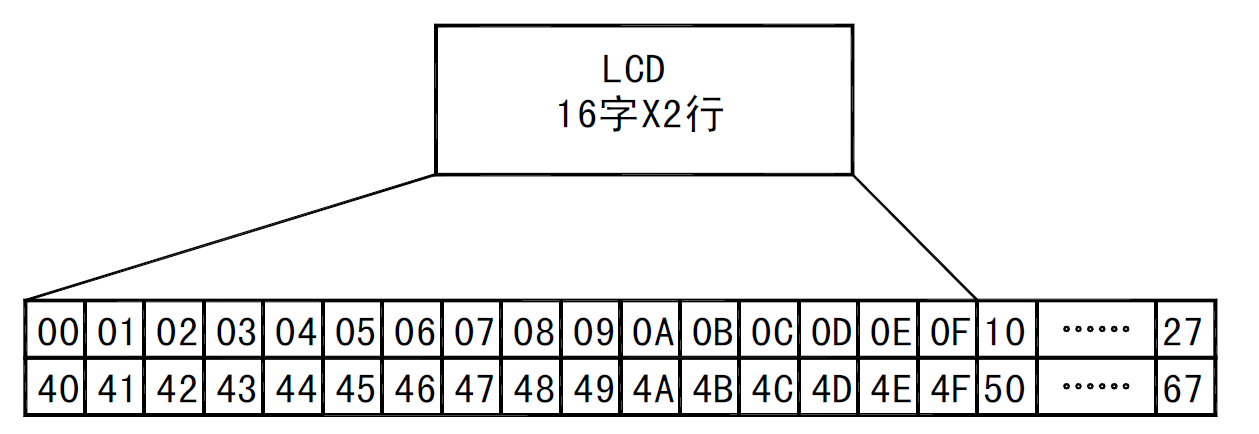 LCD
16字X2行
00 01 02 03 04 05 06 07 08 09 0A 0B 0C 0D 0E 0F 10 …… 27
40 41 42 43 44 45 46 47 48 49 4A 4B 4C 4D 4E 4F 50 …… 67